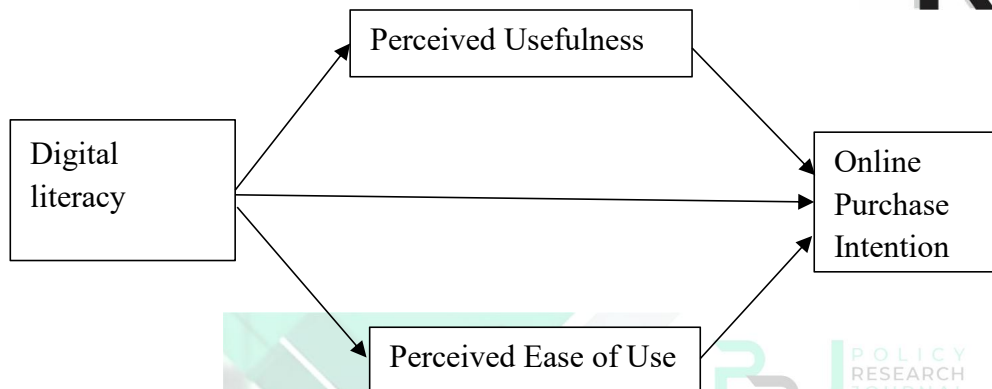 Perceived Usefulness
Digital
literacy
Online
Purchase
Intention
Perceived Ease of Use
POLICY
RESEARCH